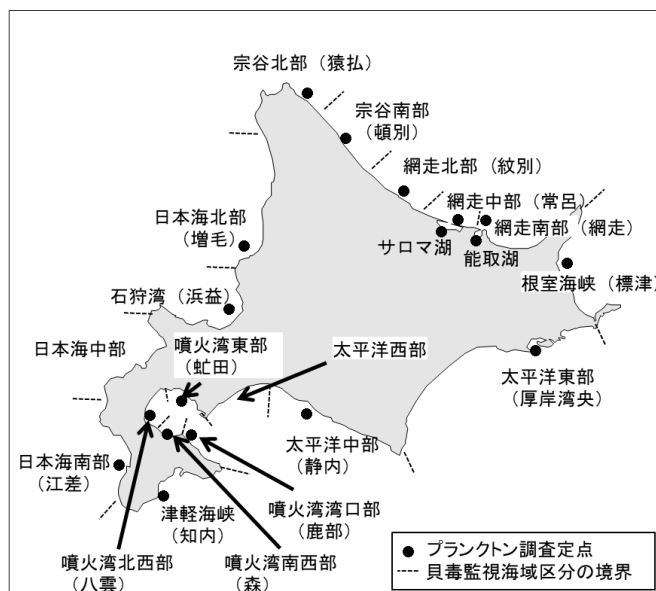 宗谷北部（猿払）
宗谷南部
（頓別）
網走北部（紋別）
網走中部（常呂）
網走南部（網走）
サロマ湖
能取湖
根室海峡（標津）
日本海北部
（増毛）
石狩湾（浜益）
日本海中部
噴火湾東部
（虻田）
太平洋西部
太平洋東部
（厚岸湾央）
太平洋中部
（静内）
日本海南部
（江差）
津軽海峡
（知内）
噴火湾湾口部
（鹿部）
噴火湾北西部
（八雲）
噴火湾南西部
（森）
プランクトン調査定点
貝毒監視海域区分の境界